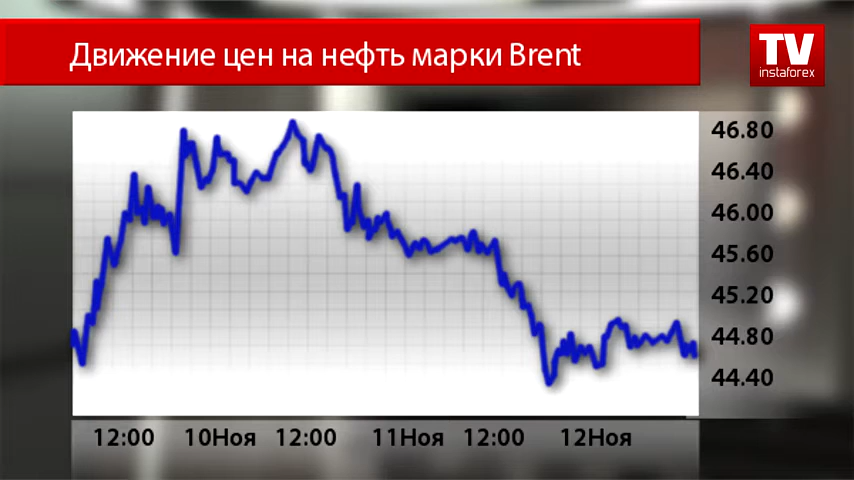 Движение цен на нефть марки Brent
TV
instaforex
46.80
46.40
46.00
45.60
45.20
44.80
44.40
12:00 10Ноя 12:00 11Ноя 12:00 12Ноя